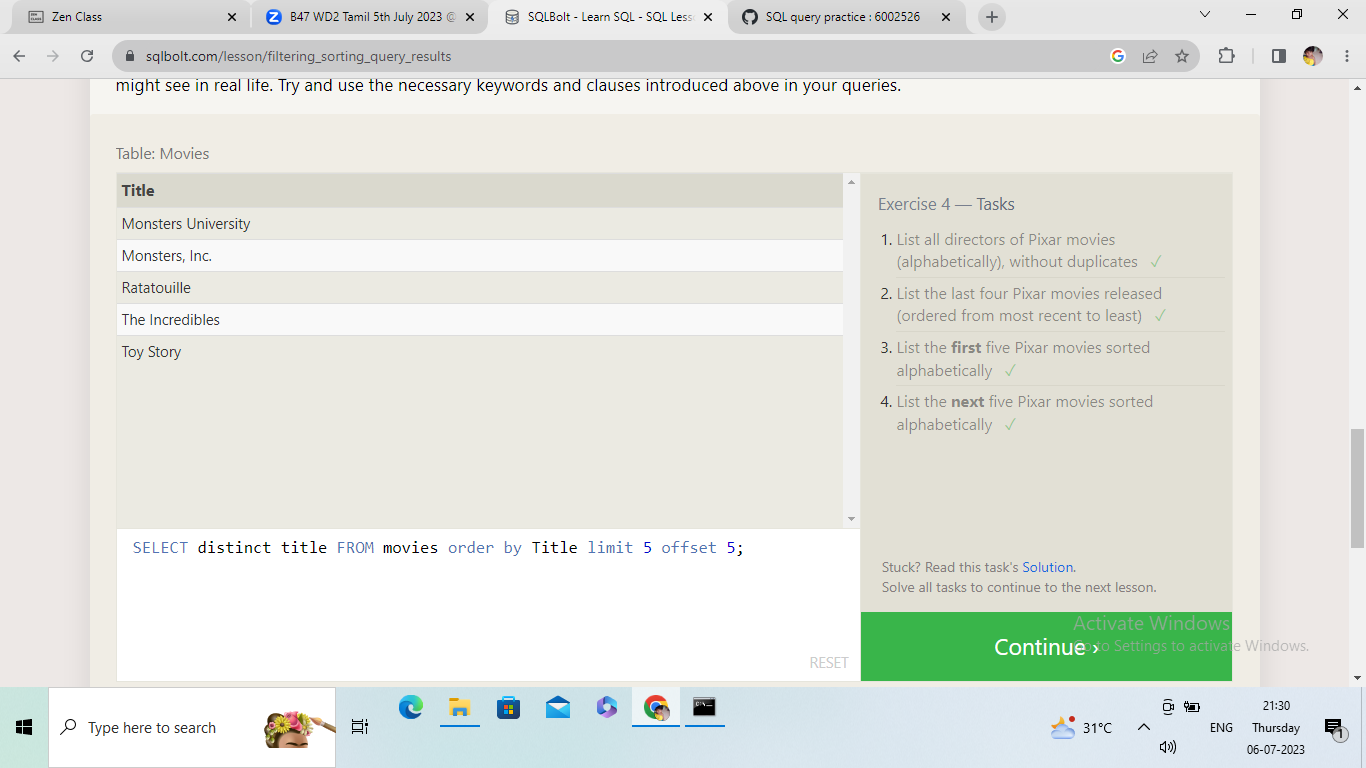 Zen Class
B47 WD2 Tamil 5th July 2023
SQLBolt - Learn SQL - SQL Less
SQL query practice : 6002526
sqlbolt.com/lesson/filtering_sorting_query_results
might see in real life. Try and use the necessary keywords and clauses introduced above in your queries.
Table: Movies
Title
Monsters University
Monsters, Inc.
Ratatouille
The Incredibles
Toy Story
SELECT distinct title FROM movies order by Title limit 5 offset 5;
RESET
Exercise 4 — Tasks
1. List all directors of Pixar movies
(alphabetically), without duplicates ✓
2. List the last four Pixar movies released
(ordered from most recent to least) ✓
3. List the first five Pixar movies sorted
alphabetically ✓
4. List the next five Pixar movies sorted
alphabetically ✓
Stuck? Read this task's Solution.
Solve all tasks to continue to the next lesson.
Continue ›
Activate Windows
Go to Settings to activate Windows.
Type here to search
31°C
ENG
21:30
Thursday
06-07-2023
1